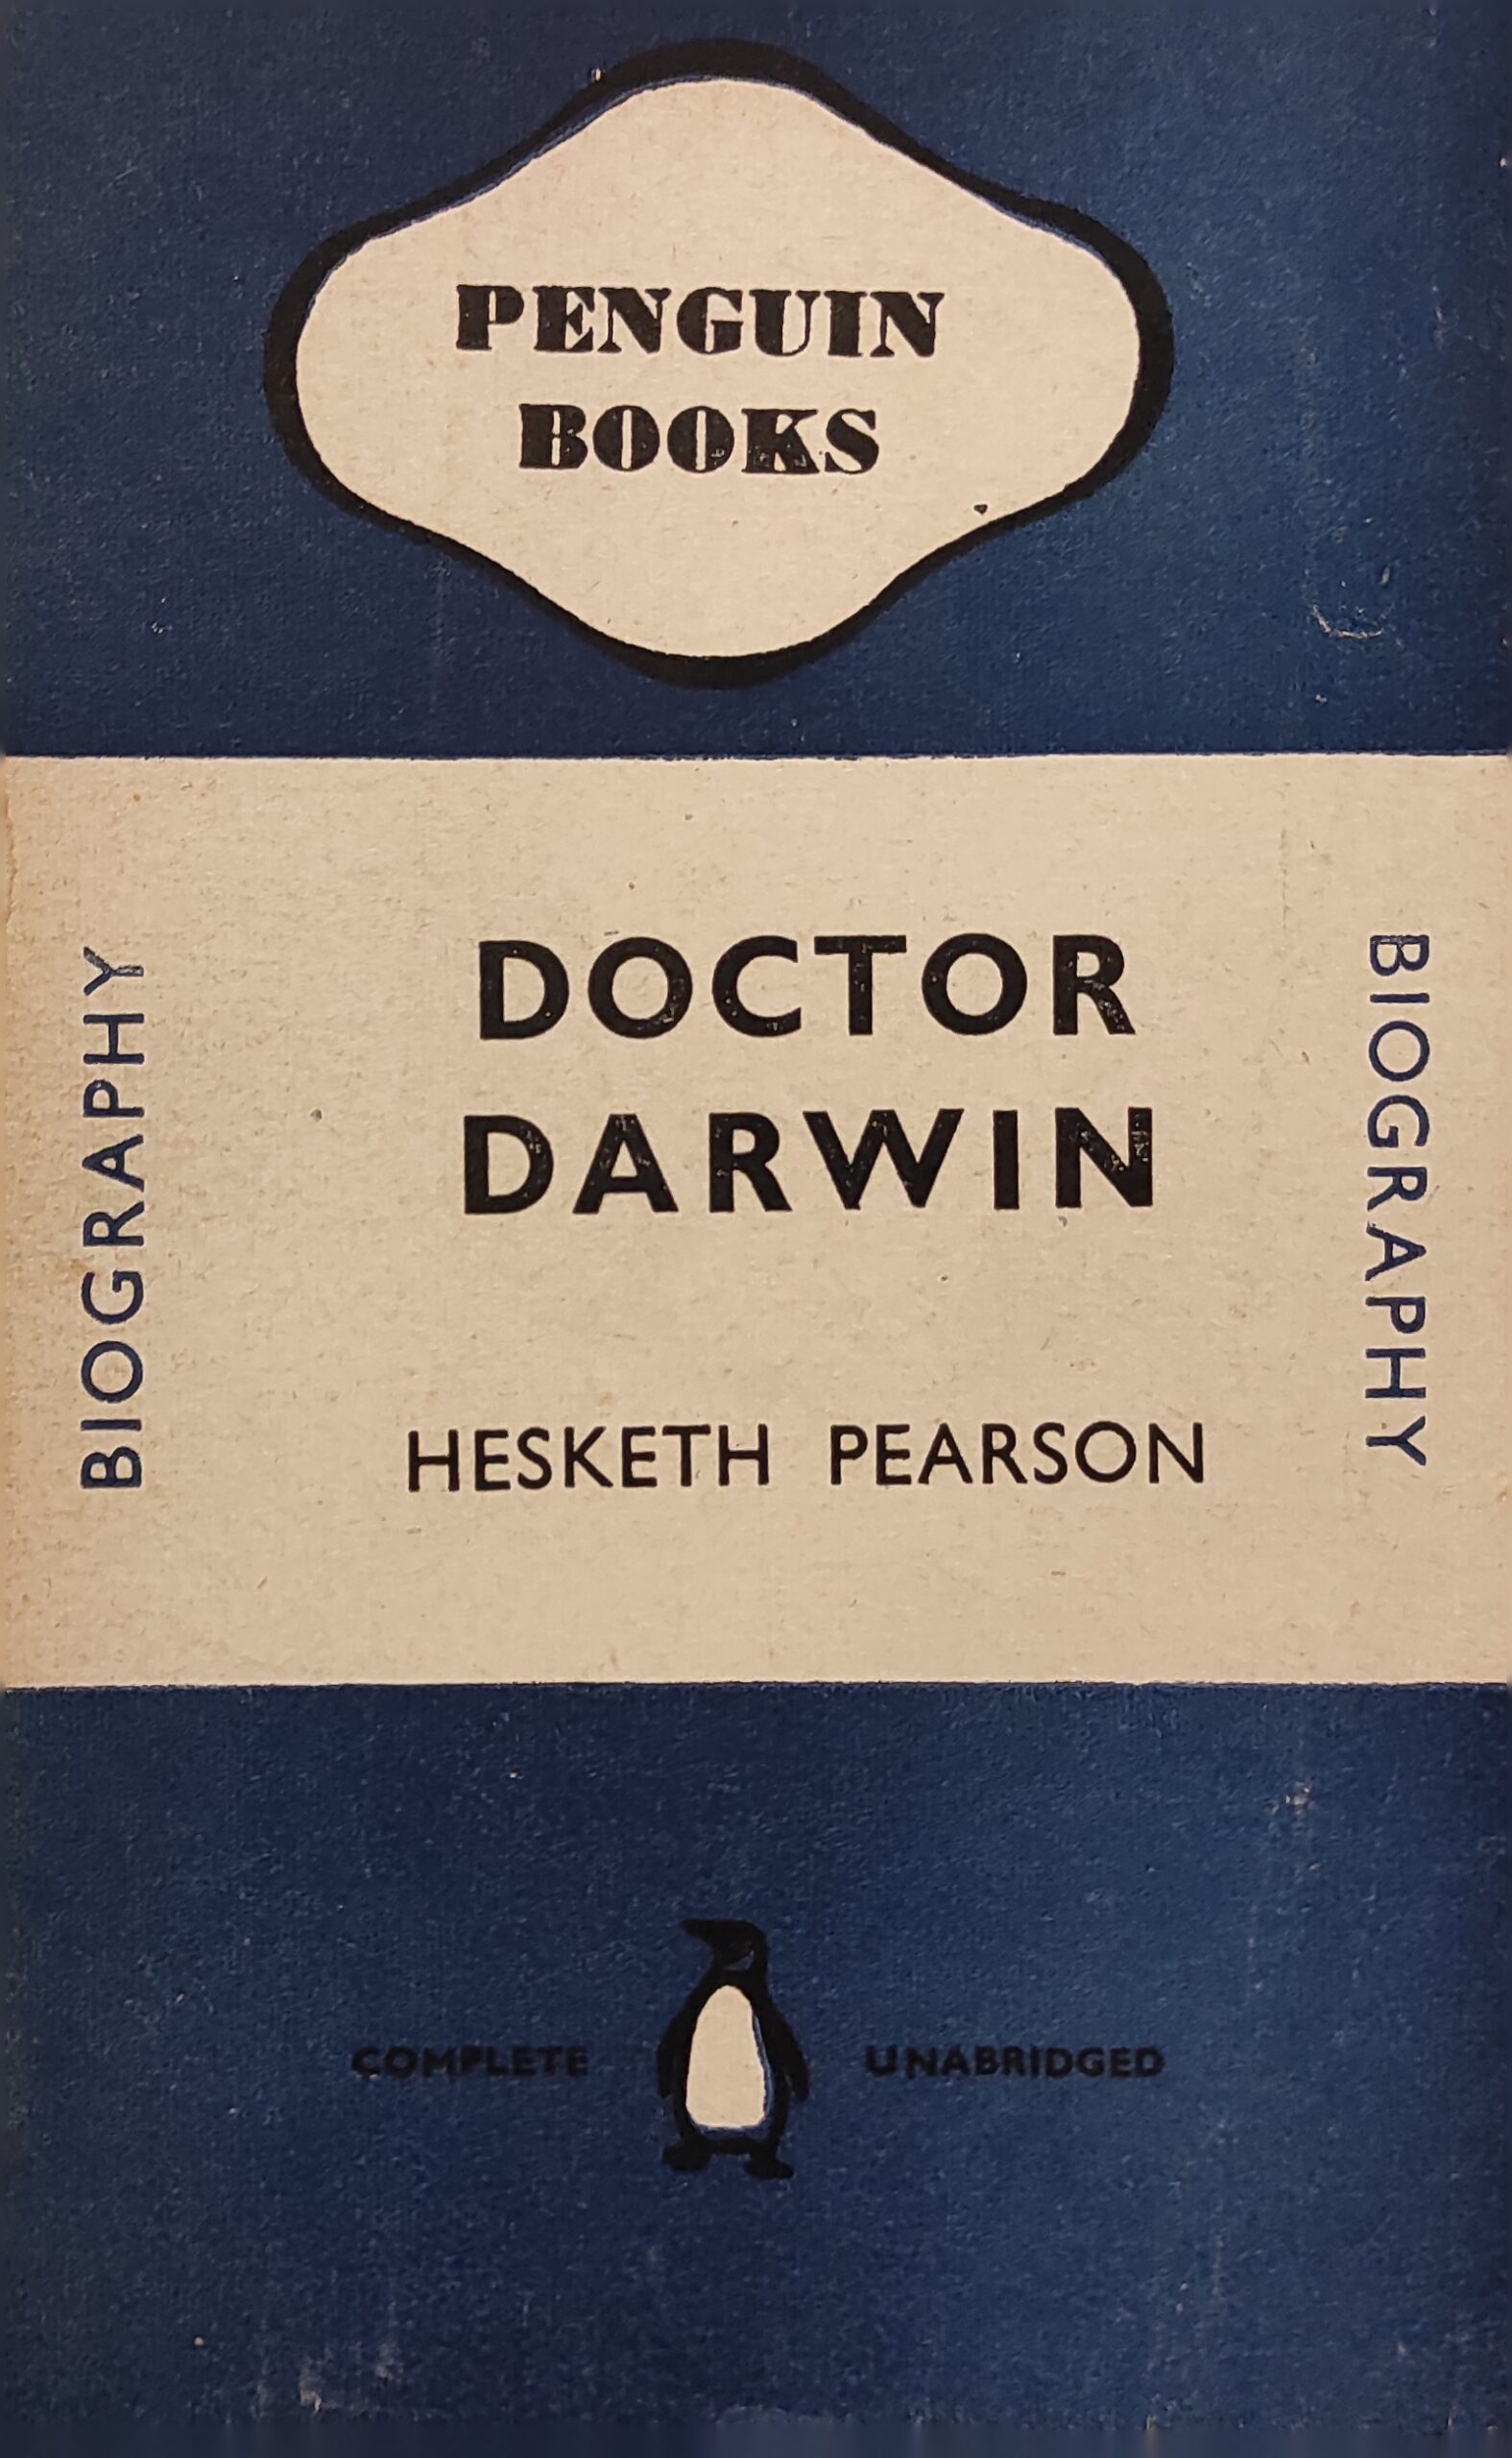 PENGUIN
BOOKS
BIOGRAPHY
DOCTOR
DARWIN
HESKETH PEARSON
BIOGRAPHY
COMPLETE UNABRIDGED